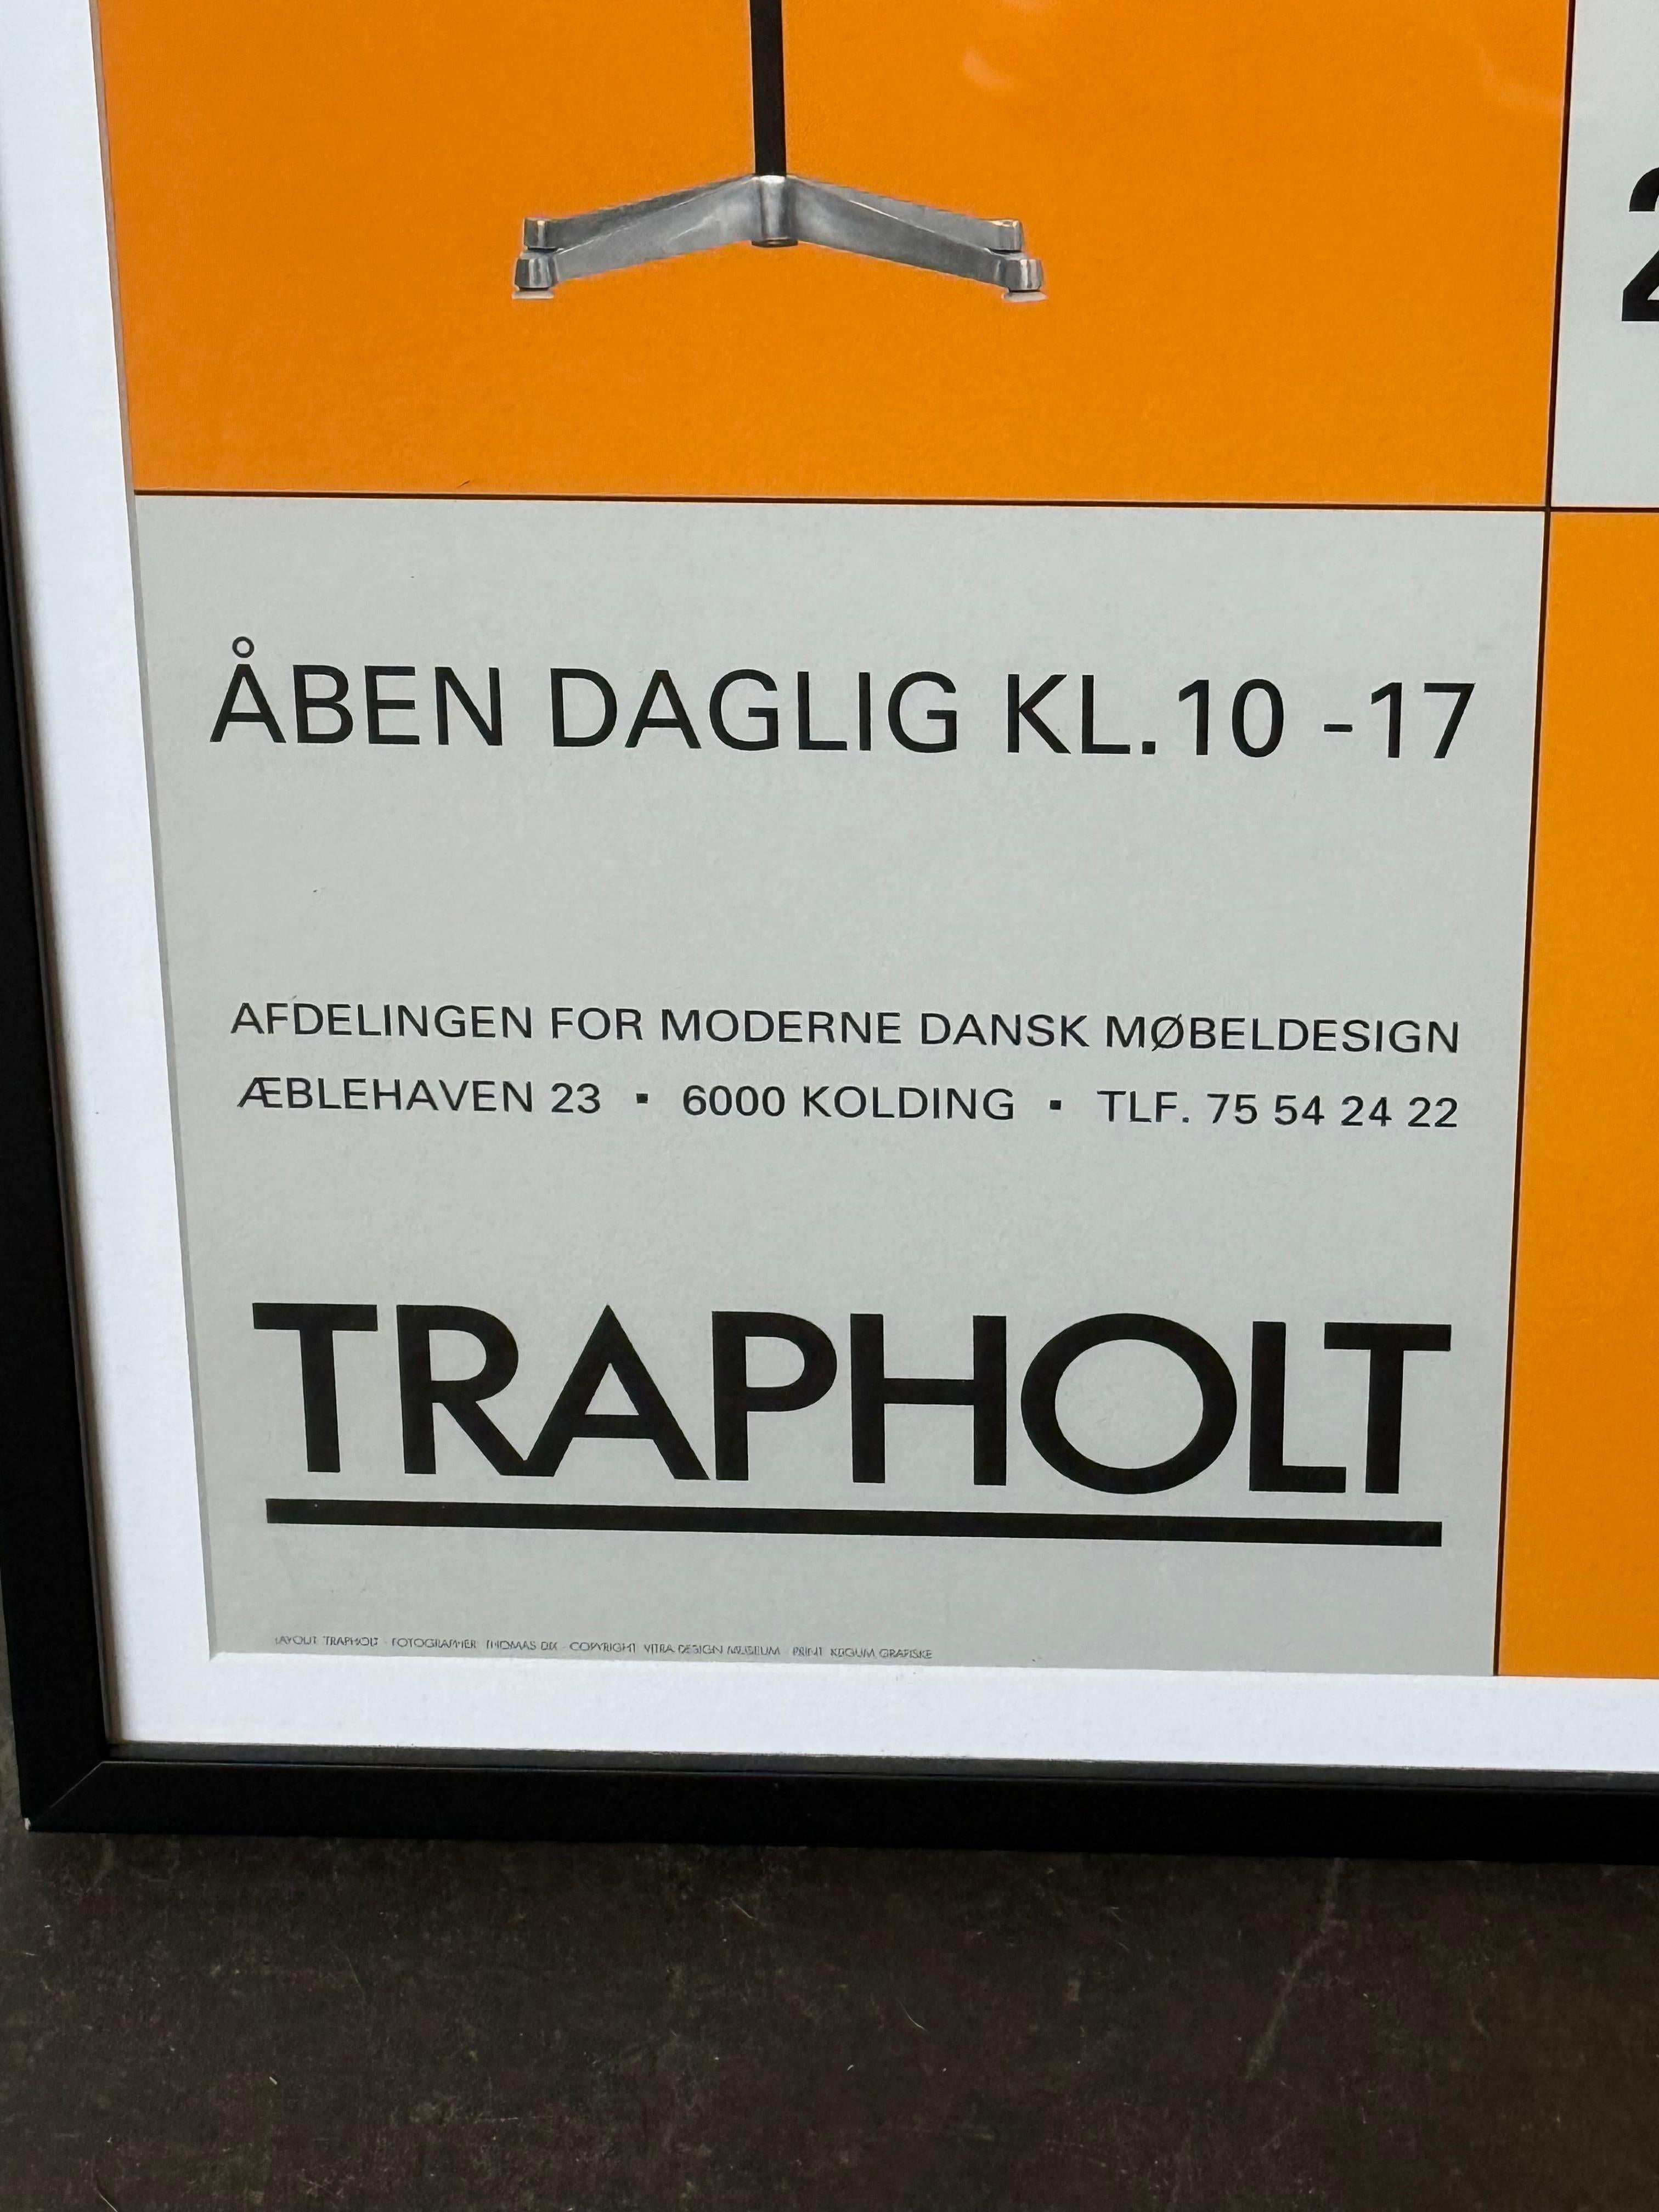 2
ÅBEN DAGLIG KL.10 -17
AFDELINGEN FOR MODERNE DANSK MØBELDESIGN
ÆBLEHAVEN 23 ▪ 6000 KOLDING ▪ TLF. 75 54 24 22
TRAPHOLT
LAYOUT TRAPHOLT · FOTOGRAPHER THOMAS DIX · COPYRIGHT VITRA DESIGN MUSEUM · PRINT GRAFISKE